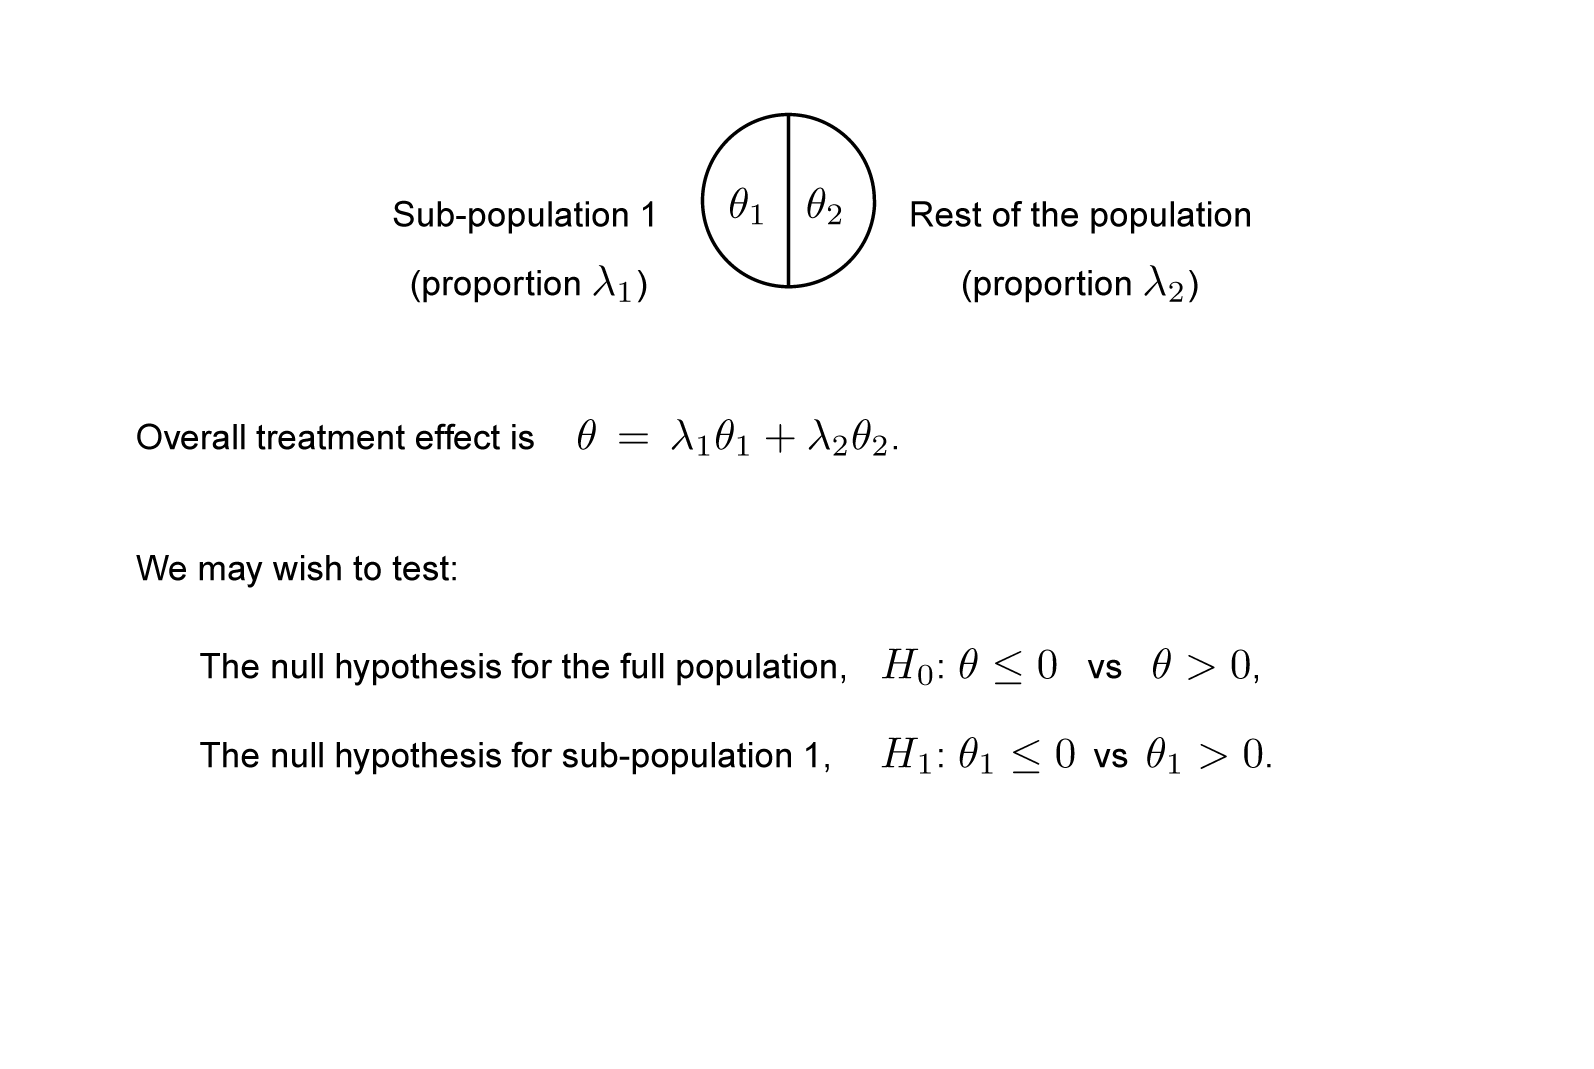 Sub-population 1 θ₁ θ₂ Rest of the population
(proportion λ₁) (proportion λ₂)
Overall treatment effect is θ = λ₁θ₁ + λ₂θ₂.
We may wish to test:
The null hypothesis for the full population, H₀: θ ≤ 0 vs θ > 0,
The null hypothesis for sub-population 1, H₁: θ₁ ≤ 0 vs θ₁ > 0.